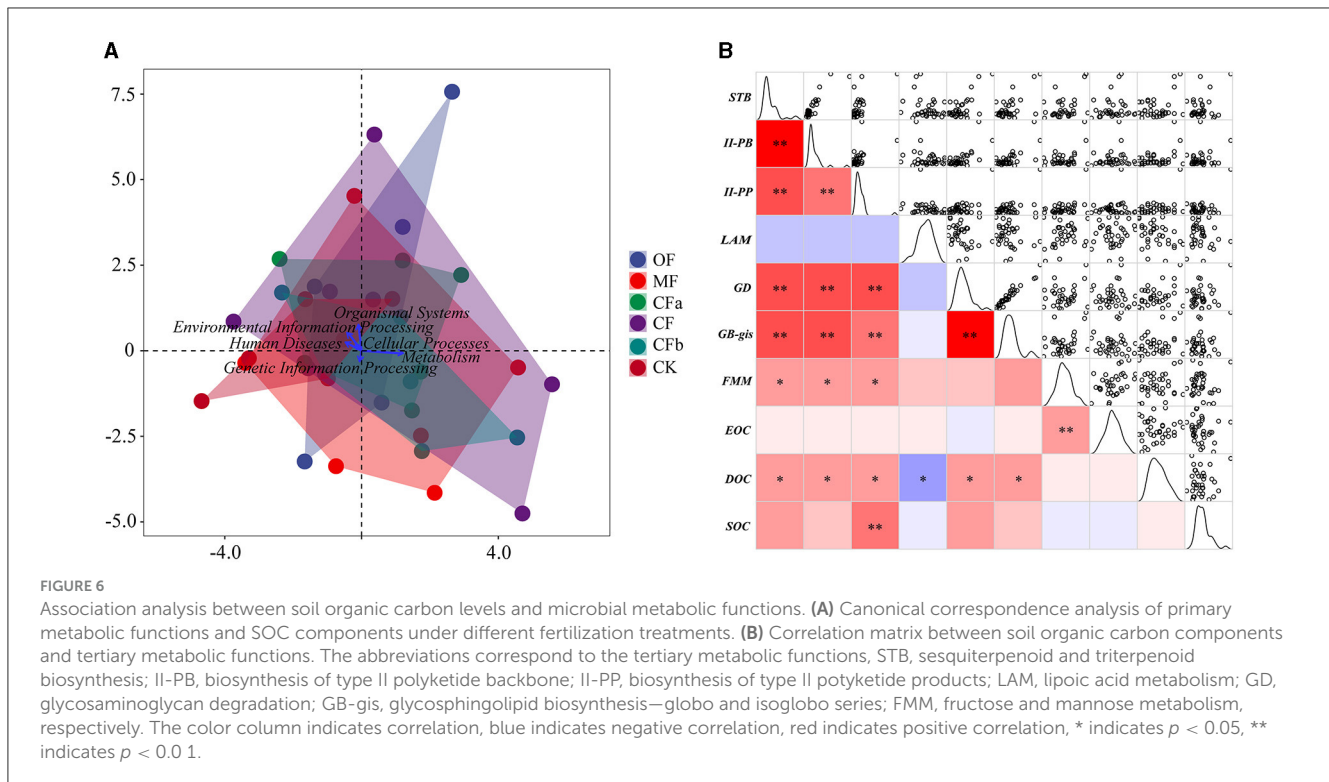 A
B
7.5
5.0
2.5
0
-2.5
-5.0
-4.0
4.0
Organismal Systems
Environmental Information Processing
Human Diseases
Cellular Processes
Metabolism
Genetic Information Processing
OF
MF
CFa
CF
CFb
CK
STB
II-PB
**
II-PP
** **
LAM
GD
** ** **
GB-gis
** ** ** **
FMM
* * *
EOC
**
DOC
* * * * * *
SOC
**
FIGURE 6
Association analysis between soil organic carbon levels and microbial metabolic functions. (A) Canonical correspondence analysis of primary
metabolic functions and SOC components under different fertilization treatments. (B) Correlation matrix between soil organic carbon components
and tertiary metabolic functions. The abbreviations correspond to the tertiary metabolic functions, STB, sesquiterpenoid and triterpenoid
biosynthesis; II-PB, biosynthesis of type II polyketide backbone; II-PP, biosynthesis of type II potyketide products; LAM, lipoic acid metabolism; GD,
glycosaminoglycan degradation; GB-gis, glycosphingolipid biosynthesis—globo and isoglobo series; FMM, fructose and mannose metabolism,
respectively. The color column indicates correlation, blue indicates negative correlation, red indicates positive correlation, * indicates p < 0.05, **
indicates p < 0.0 1.